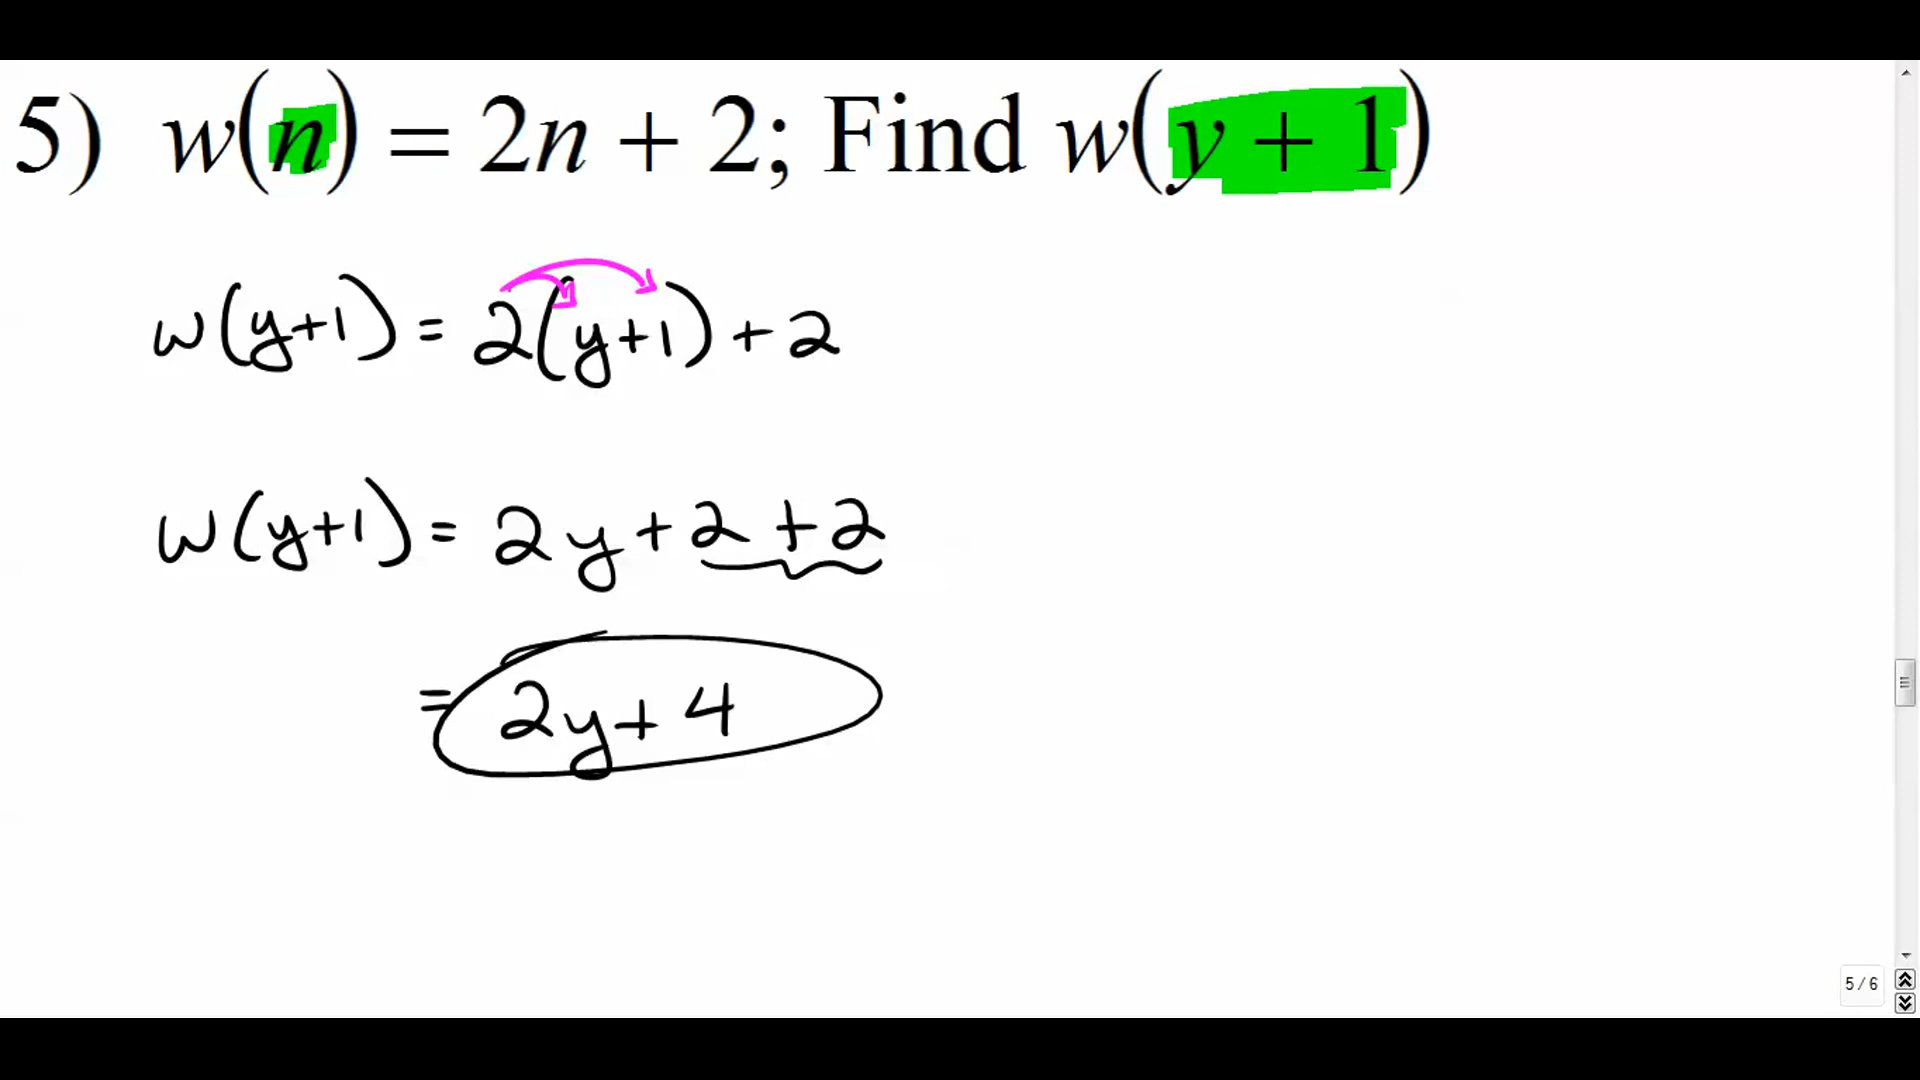 5) w(n) = 2n + 2; Find w(y + 1)
w(y+1) = 2(y+1) + 2
w(y+1) = 2y + 2 + 2
= 2y + 4
5 / 6